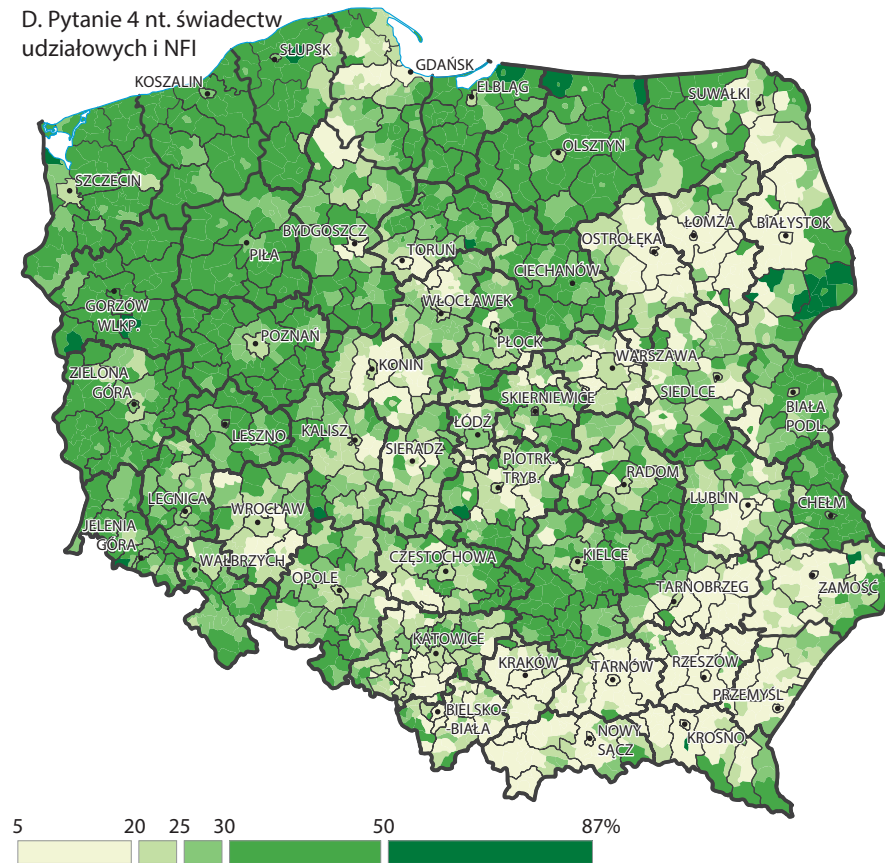 D. Pytanie 4 nt. świadectw
udziałowych i NFI
SŁUPSK
GDAŃSK
KOSZALIN
ELBLĄG
SUWAŁKI
OLSZTYN
SZCZECIN
BYDGOSZCZ
TORUŃ
OSTROŁĘKA
ŁOMŻA
BIAŁYSTOK
PIŁA
CIECHANÓW
GORZÓW
WLKP.
WŁOCŁAWEK
POZNAŃ
PŁOCK
KONIN
WARSZAWA
ZIELONA
GÓRA
SKIERNIEWICE
SIEDLCE
BIAŁA
PODL.
LESZNO
KALISZ
ŁÓDŹ
SIERADZ
PIOTRK.
TRYB.
RADOM
LEGNICA
WROCŁAW
LUBLIN
CHEŁM
JELENIA
GÓRA
WAŁBRZYCH
OPOLE
CZĘSTOCHOWA
KIELCE
TARNOBRZEG
ZAMOŚĆ
KATOWICE
KRAKÓW
TARNÓW
RZESZÓW
PRZEMYŚL
BIELSKO-
BIAŁA
NOWY
SĄCZ
KROSNO
5 20 25 30 50 87%